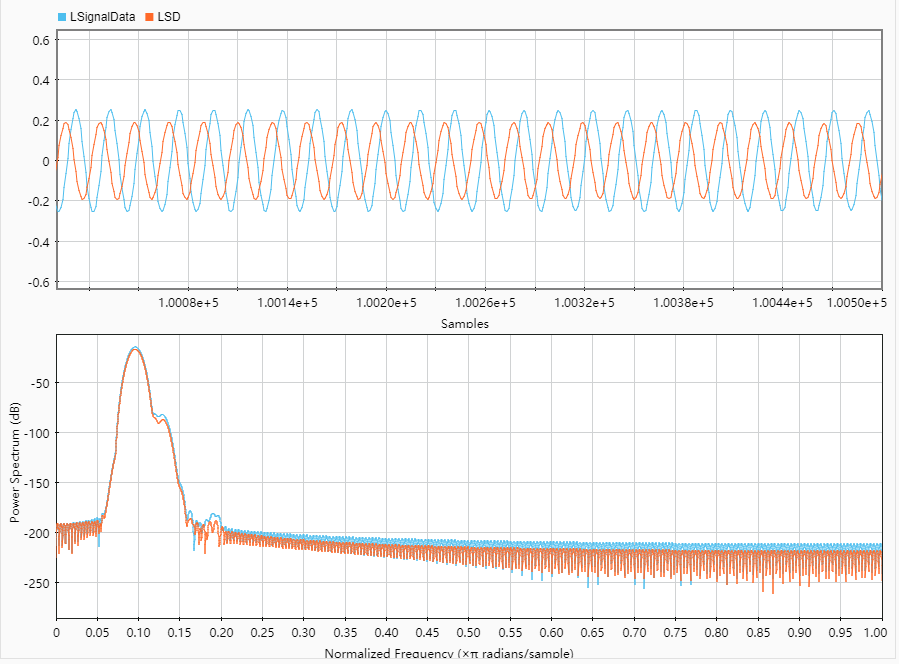 LSignalData LSD
0.6
0.4
0.2
0
-0.2
-0.4
-0.6
1.0008e+5 1.0014e+5 1.0020e+5 1.0026e+5 1.0032e+5 1.0038e+5 1.0044e+5 1.0050e+5
Samples
Power Spectrum (dB)
-50
-100
-150
-200
-250
0 0.05 0.10 0.15 0.20 0.25 0.30 0.35 0.40 0.45 0.50 0.55 0.60 0.65 0.70 0.75 0.80 0.85 0.90 0.95 1.00
Normalized Frequency (×π radians/sample)